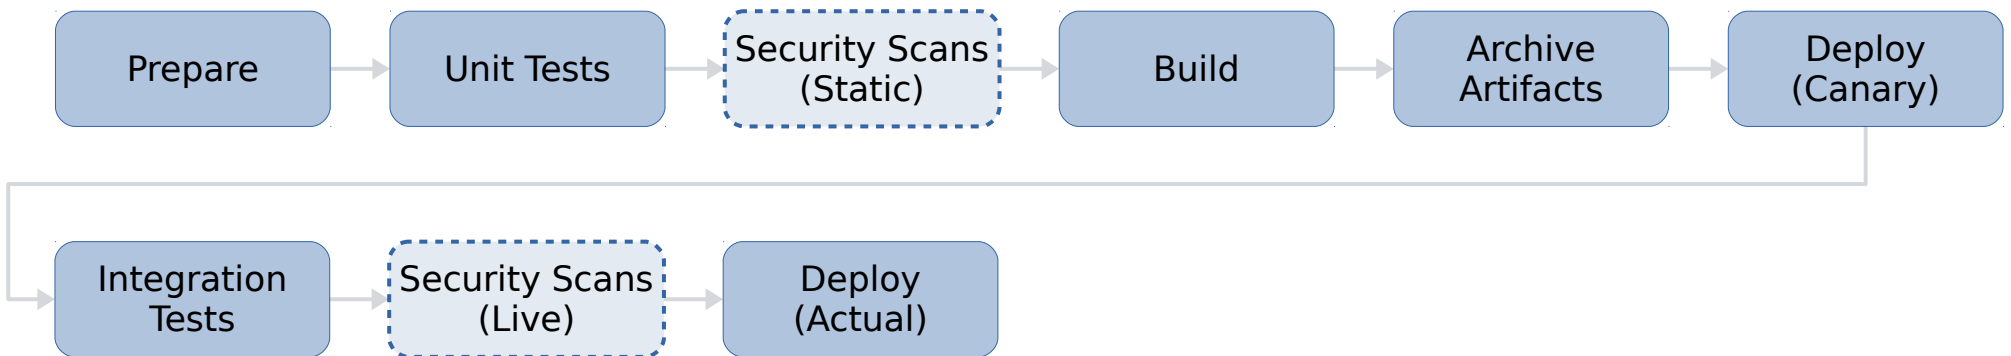 Prepare
Unit Tests
Security Scans
(Static)
Build
Archive
Artifacts
Deploy
(Canary)
Integration
Tests
Security Scans
(Live)
Deploy
(Actual)